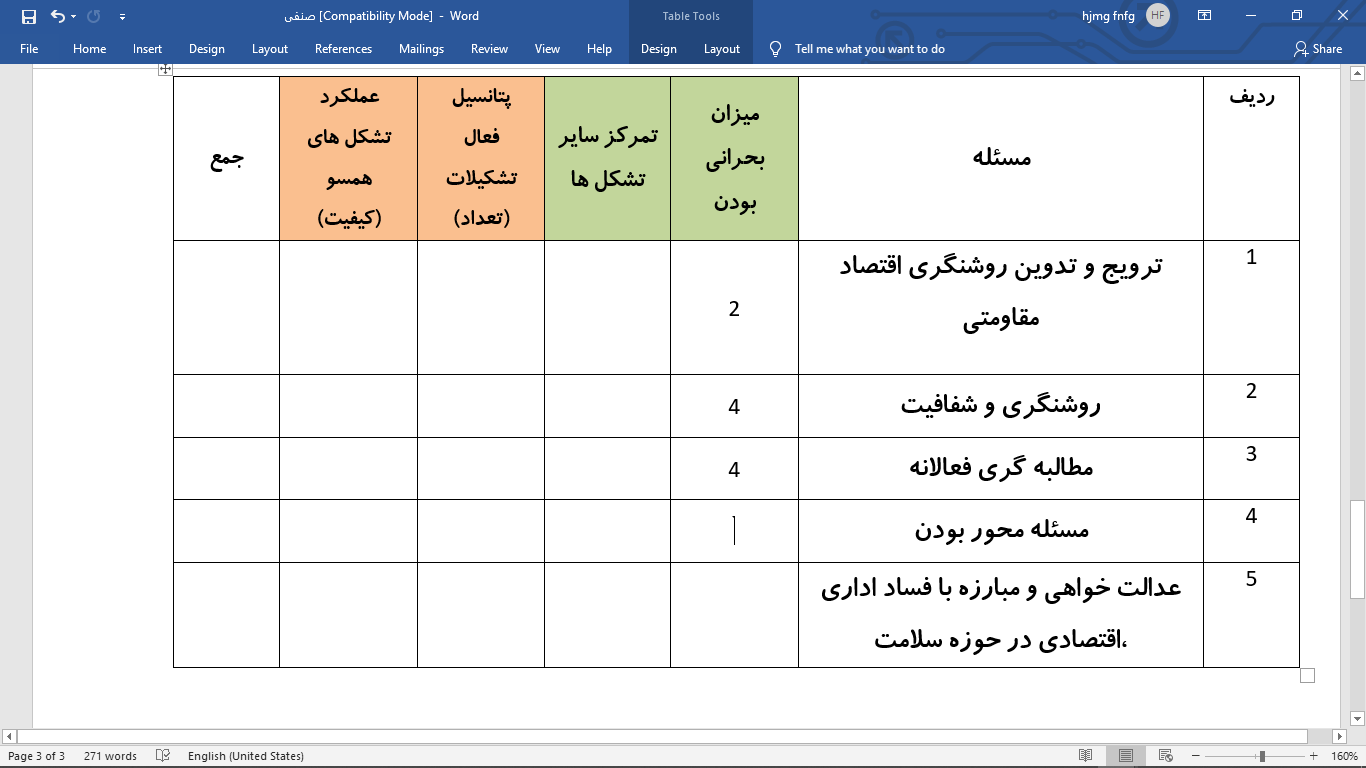 صنفی [Compatibility Mode] - Word
Table Tools
hjmg fnfg
HF
File Home Insert Design Layout References Mailings Review View Help Design Layout Tell me what you want to do Share
ردیف
مسئله
میزان
بحرانی
بودن
تمرکز سایر
تشکل ها
پتانسیل
فعال
تشکیلات
(تعداد)
عملکرد
تشکل های
همسو
(کیفیت)
جمع
1
ترویج و تدوین روشنگری اقتصاد
مقاومتی
2
2
روشنگری و شفافیت
4
3
مطالبه گری فعالانه
4
4
مسئله محور بودن
5
عدالت خواهی و مبارزه با فساد اداری
،اقتصادی در حوزه سلامت
Page 3 of 3 271 words English (United States) 160%